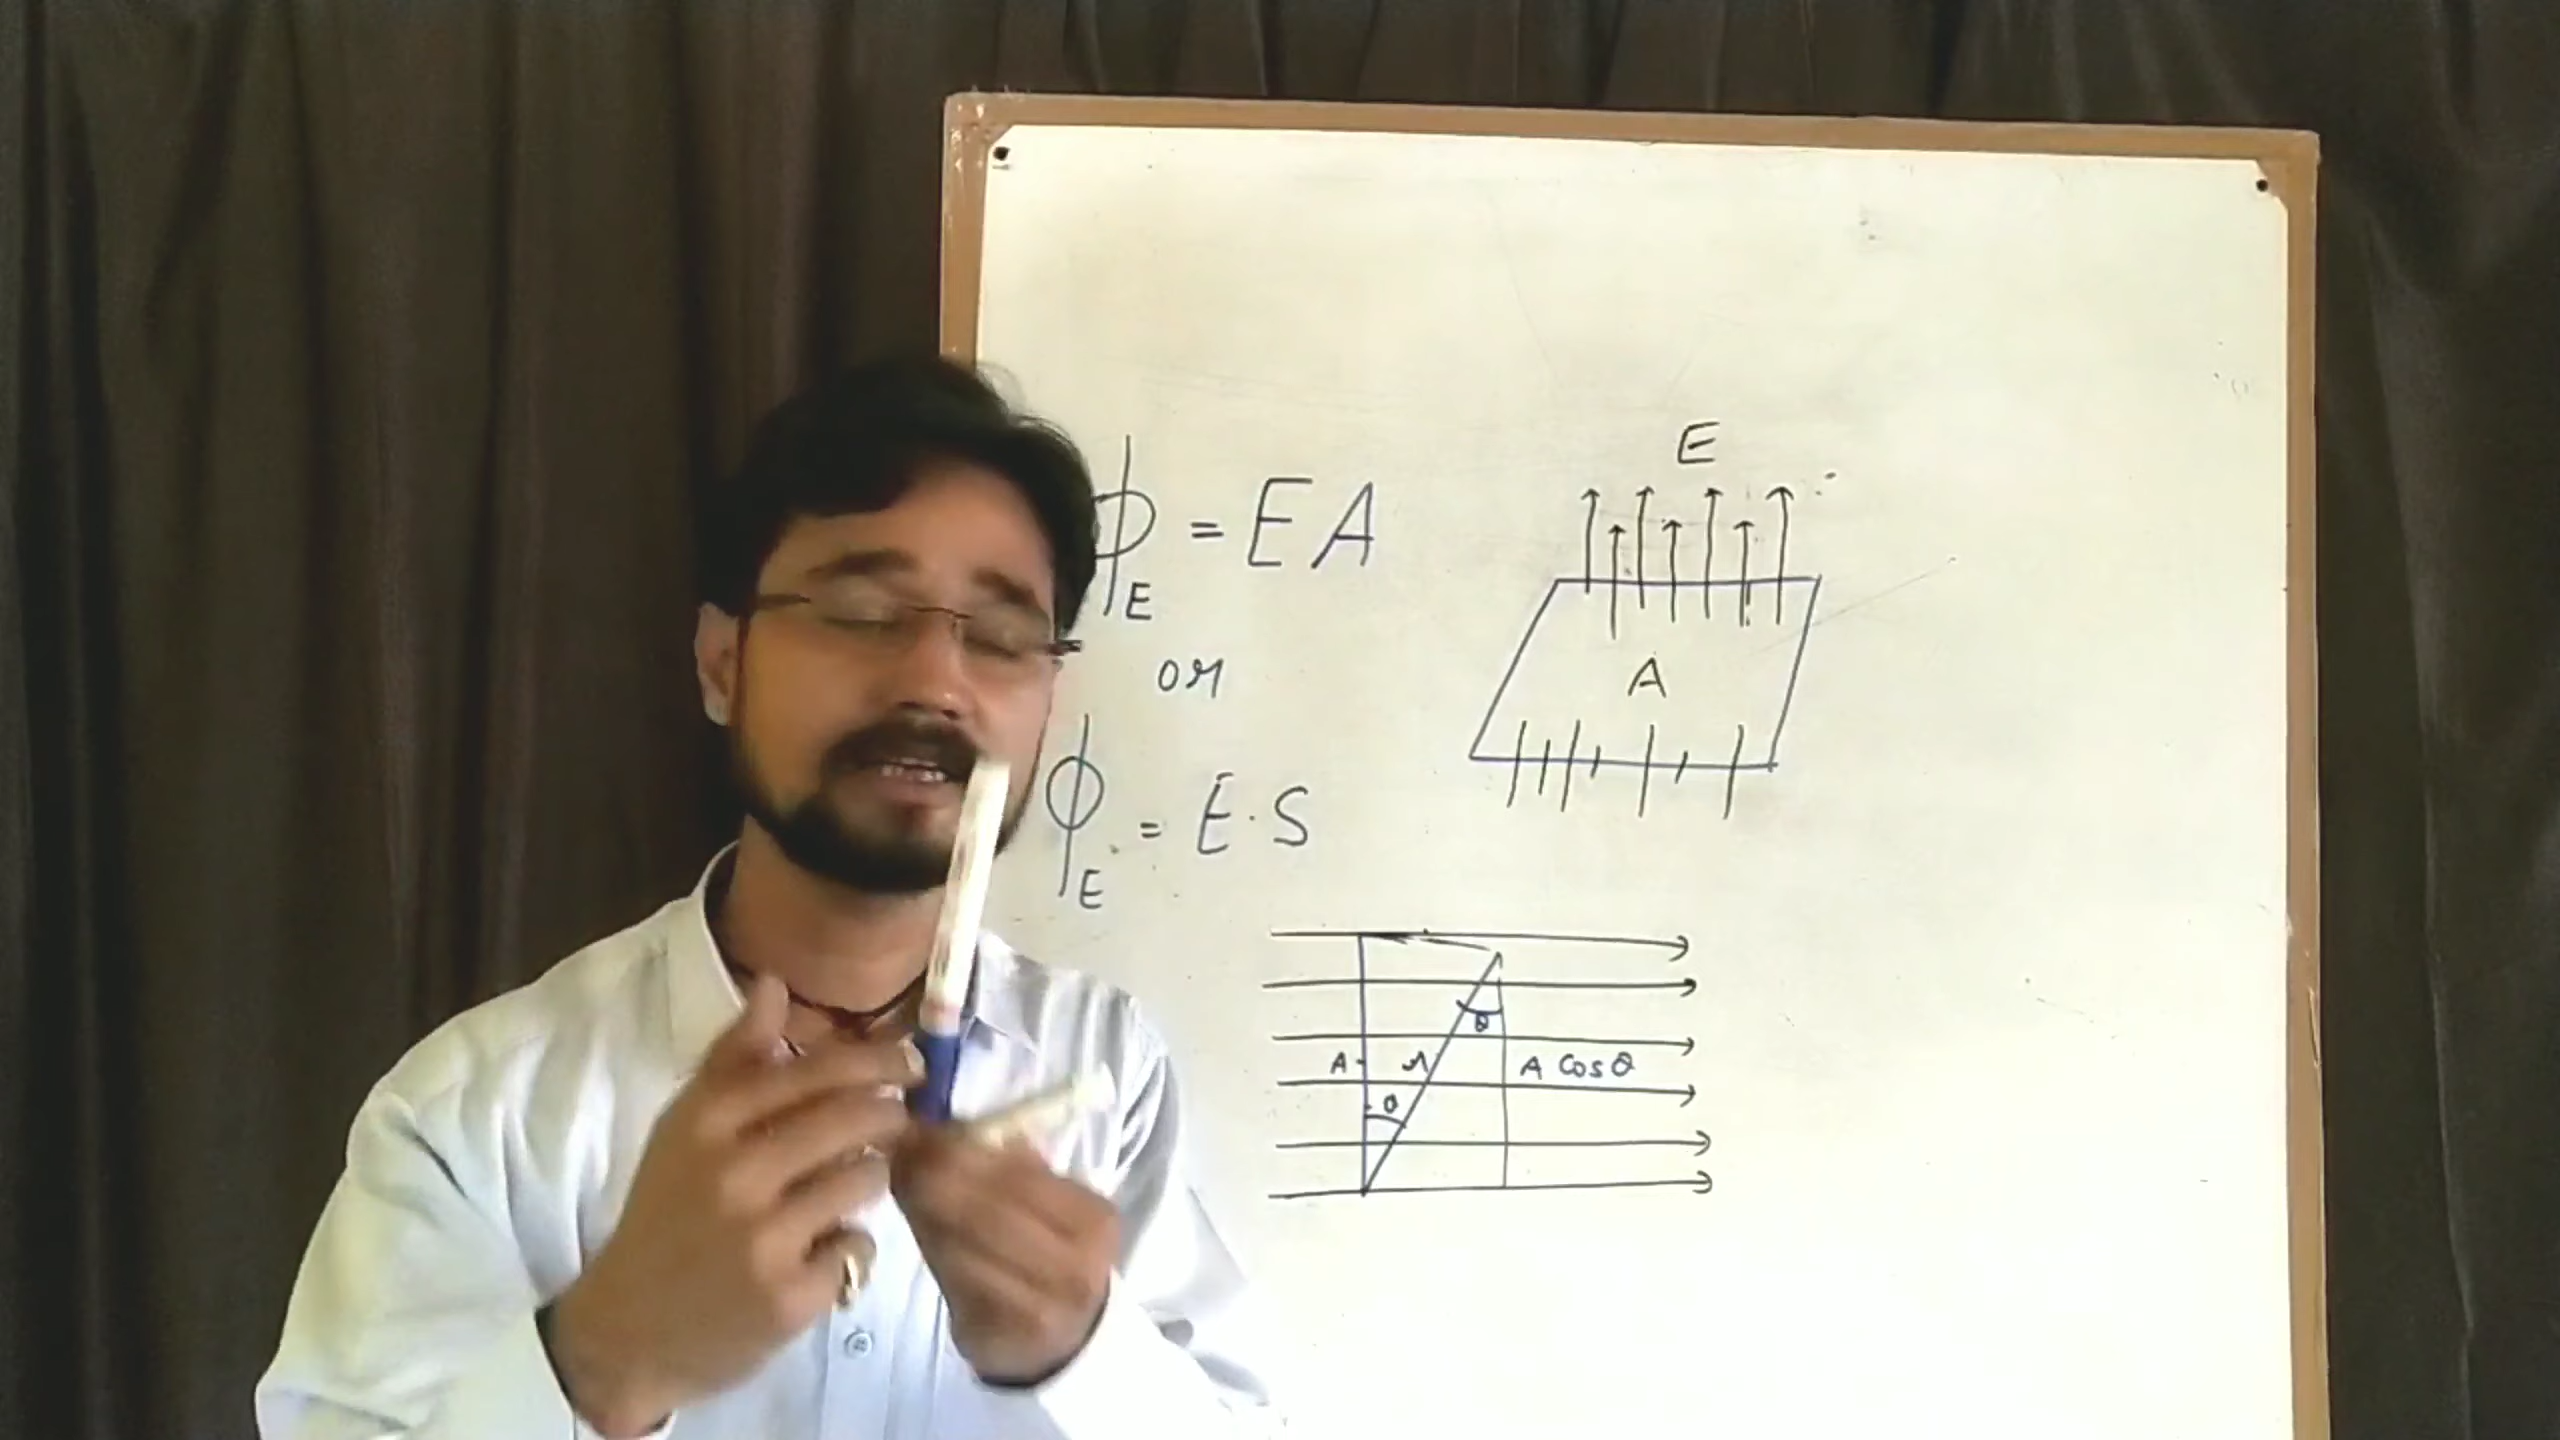 ϕE = EA
or
ϕE = E·S
E
A
θ
A r A Cosθ
θ